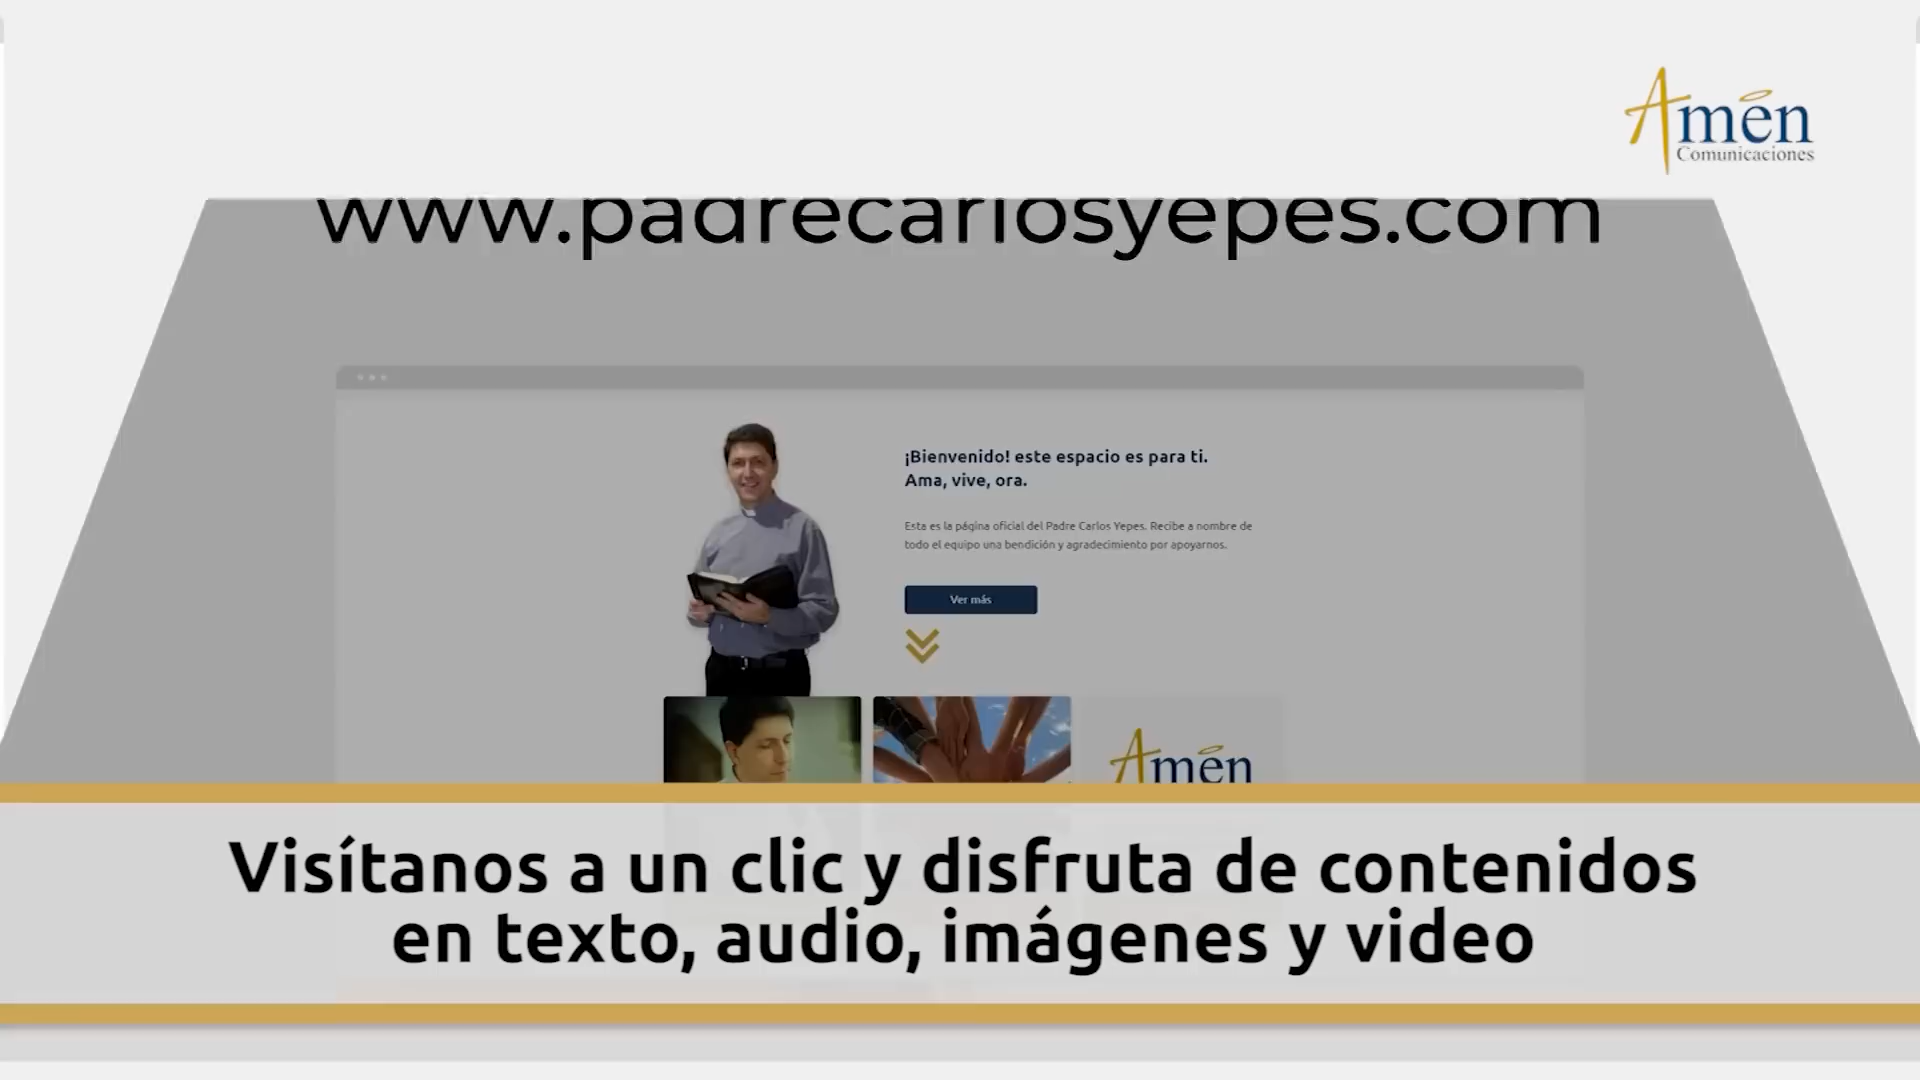 Amén
Comunicaciones
www.padrecarlosyepes.com
¡Bienvenido! este espacio es para ti.
Ama, vive, ora.
Esta es la página oficial del Padre Carlos Yepes. Recibe a nombre de
todo el equipo una bendición y agradecimiento por apoyarnos.
Ver más
Amén
Visítanos a un clic y disfruta de contenidos
en texto, audio, imágenes y video